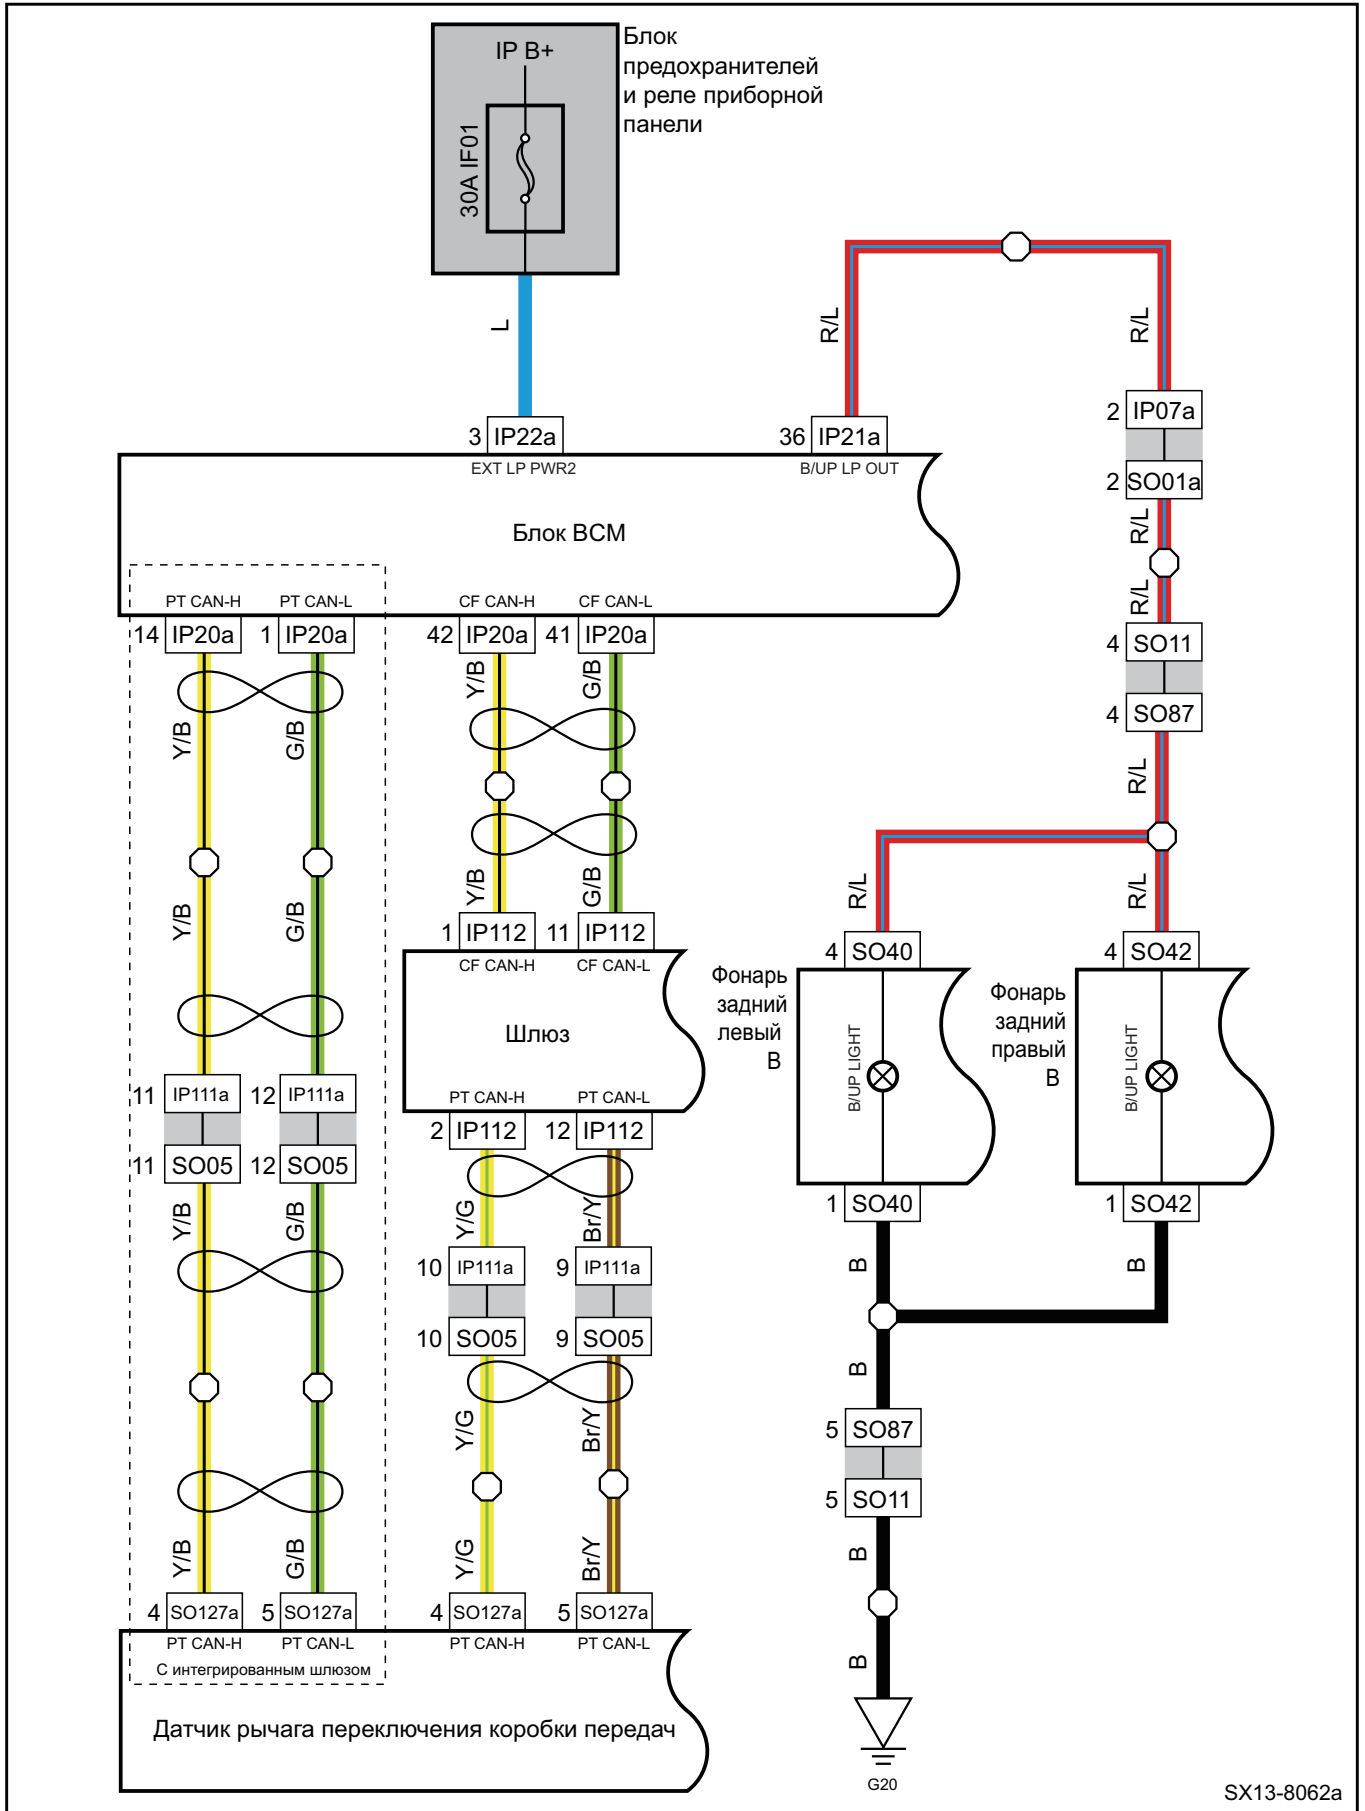 IP B+
30A IF01
Блок
предохранителей
и реле приборной
панели
L
R/L
R/L
2 IP07a
2 SO01a
3 IP22a
36 IP21a
EXT LP PWR2
B/UP LP OUT
Блок BCM
R/L
R/L
PT CAN-H
PT CAN-L
CF CAN-H
CF CAN-L
14 IP20a
1 IP20a
42 IP20a
41 IP20a
4 SO11
4 SO87
Y/B
G/B
Y/B
G/B
R/L
Y/B
G/B
Y/B
G/B
R/L
R/L
1 IP112
11 IP112
4 SO40
4 SO42
CF CAN-H
CF CAN-L
Шлюз
PT CAN-H
PT CAN-L
Фонарь
задний
левый
B
B/UP LIGHT
Фонарь
задний
правый
B
B/UP LIGHT
11 IP111a
12 IP111a
2 IP112
12 IP112
11 SO05
12 SO05
1 SO40
1 SO42
Y/B
G/B
Y/G
Br/Y
B
B
10 IP111a
9 IP111a
10 SO05
9 SO05
B
5 SO87
5 SO11
Y/G
Br/Y
Y/B
G/B
Y/G
Br/Y
B
4 SO127a
5 SO127a
4 SO127a
5 SO127a
PT CAN-H
PT CAN-L
PT CAN-H
PT CAN-L
B
С интегрированным шлюзом
Датчик рычага переключения коробки передач
G20
SX13-8062a